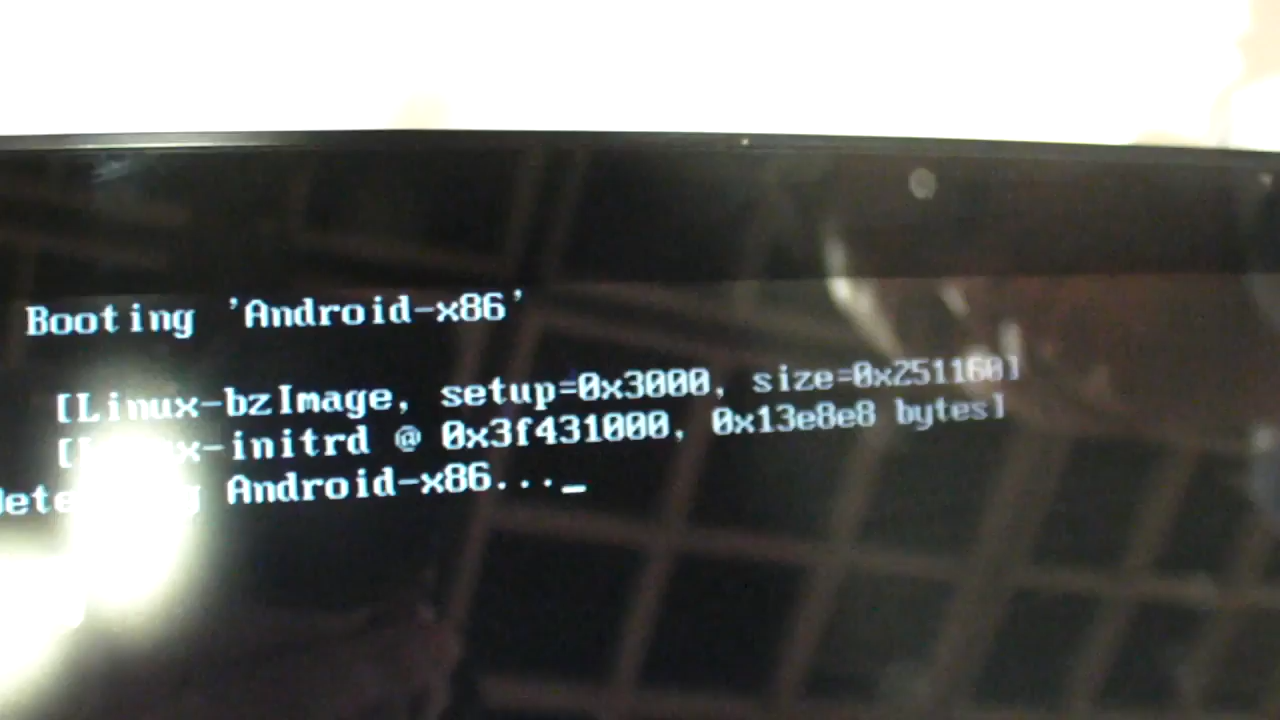 Booting 'Android-x86'
[Linux-bzImage, setup=0x3000, size=0x251160]
-initrd @ 0x3f431000, 0x13e8e8 bytes]
Android-x86..._